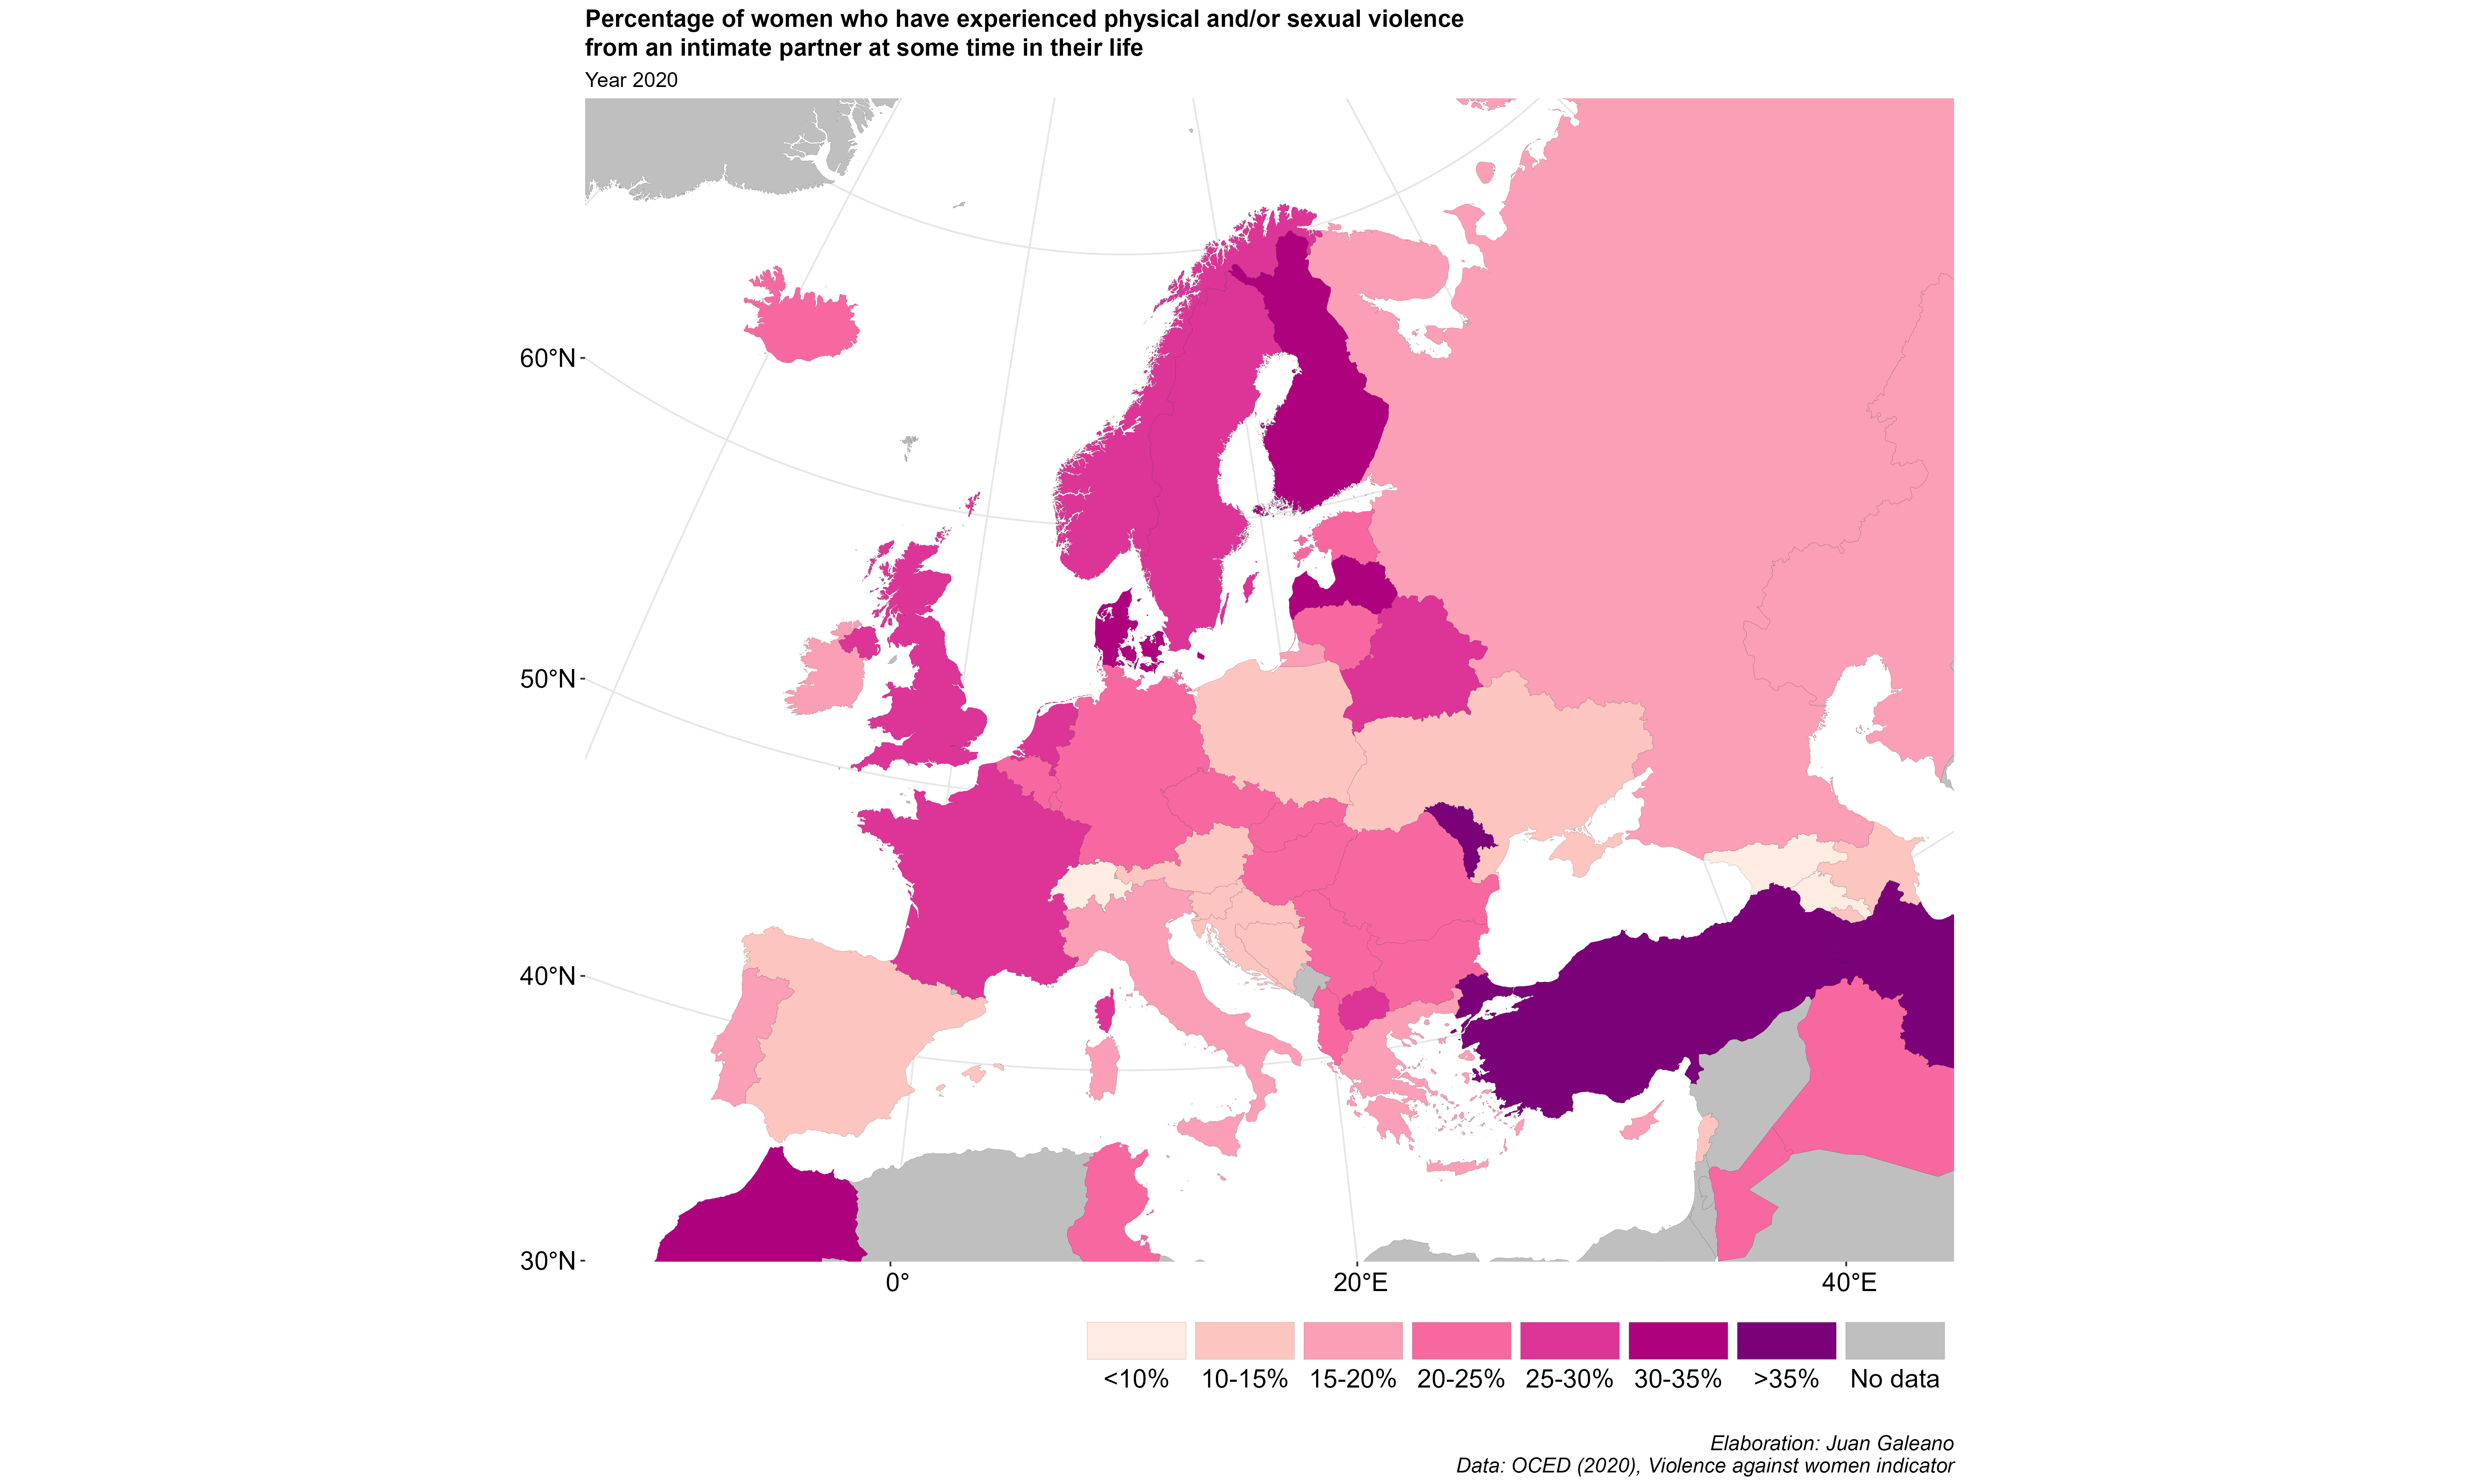 Percentage of women who have experienced physical and/or sexual violence
from an intimate partner at some time in their life
Year 2020
60°N
50°N
40°N
30°N
0°
20°E
40°E
<10%
10-15%
15-20%
20-25%
25-30%
30-35%
>35%
No data
Elaboration: Juan Galeano
Data: OCED (2020), Violence against women indicator